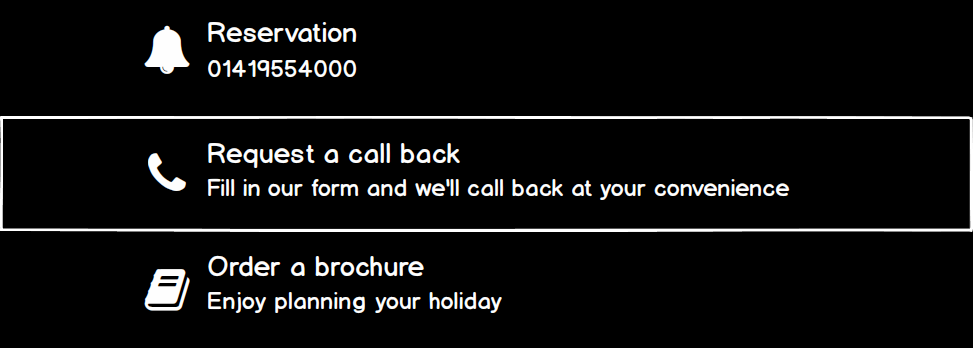 Reservation
01419554000
Request a call back
Fill in our form and we'll call back at your convenience
Order a brochure
Enjoy planning your holiday